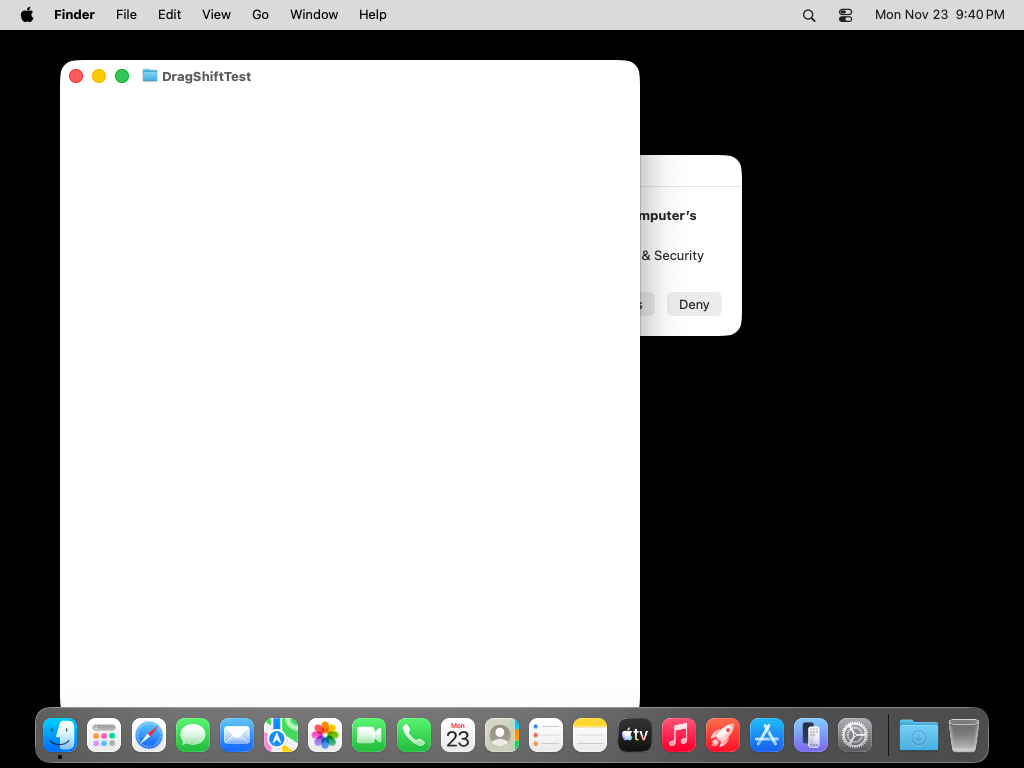 Finder File Edit View Go Window Help Mon Nov 23 9:40 PM
DragShiftTest
mputer’s
& Security
s Deny
Mon
23
tv